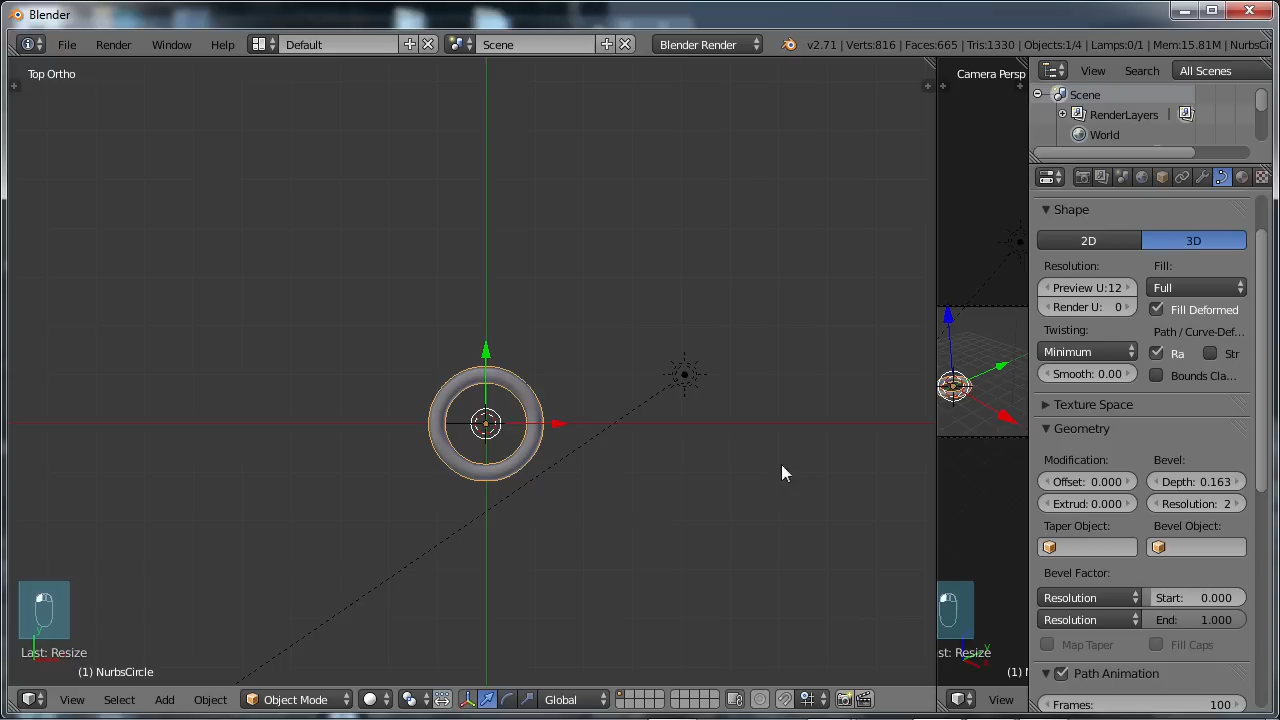 Blender
File Render Window Help Default Scene Blender Render v2.71 | Verts:816 | Faces:665 | Tris:1330 | Objects:1/4 | Lamps:0/1 | Mem:15.81M | NurbsCir
Top Ortho
Camera Persp
View Search All Scenes
Scene
RenderLayers
World
Shape
2D 3D
Resolution: Fill:
Preview U:12 Full
Render U: 0 Fill Deformed
Twisting: Path / Curve-Def...
Minimum Ra Str
Smooth: 0.00 Bounds Cla...
Texture Space
Geometry
Modification: Bevel:
Offset: 0.000 Depth: 0.163
Extrud: 0.000 Resolution: 2
Taper Object: Bevel Object:
Bevel Factor:
Resolution Start: 0.000
Resolution End: 1.000
Map Taper Fill Caps
Path Animation
Frames: 100
Last: Resize
st: Resize
(1) NurbsCircle
(1) N
View Select Add Object Object Mode Global View